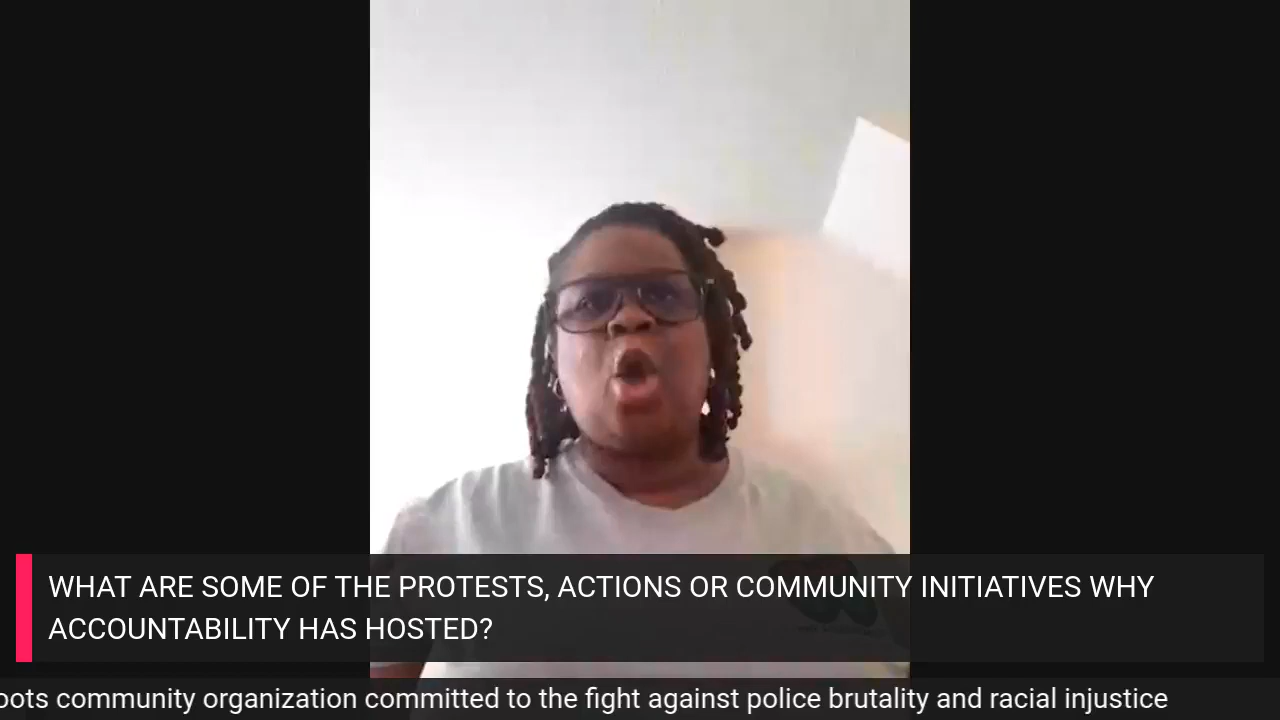 WHAT ARE SOME OF THE PROTESTS, ACTIONS OR COMMUNITY INITIATIVES WHY
ACCOUNTABILITY HAS HOSTED?
community organization committed to the fight against police brutality and racial injustice